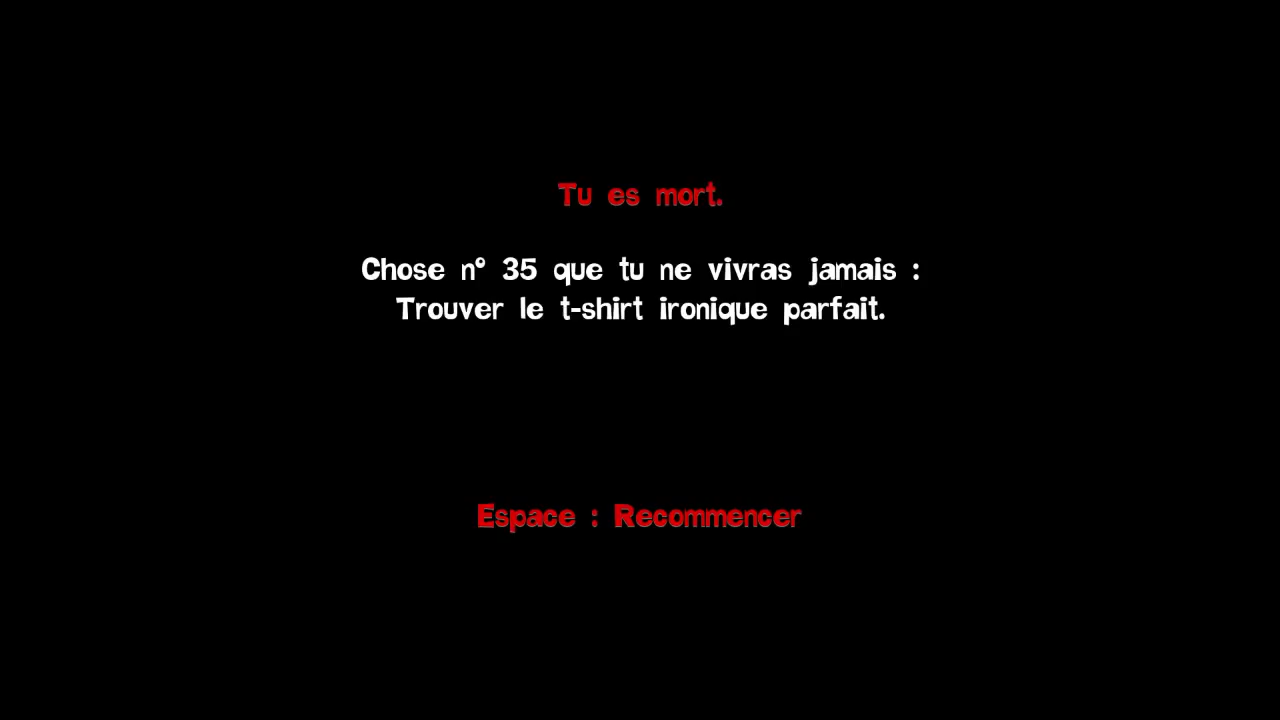 Tu es mort.
Chose n° 35 que tu ne vivras jamais :
Trouver le t-shirt ironique parfait.
Espace : Recommencer